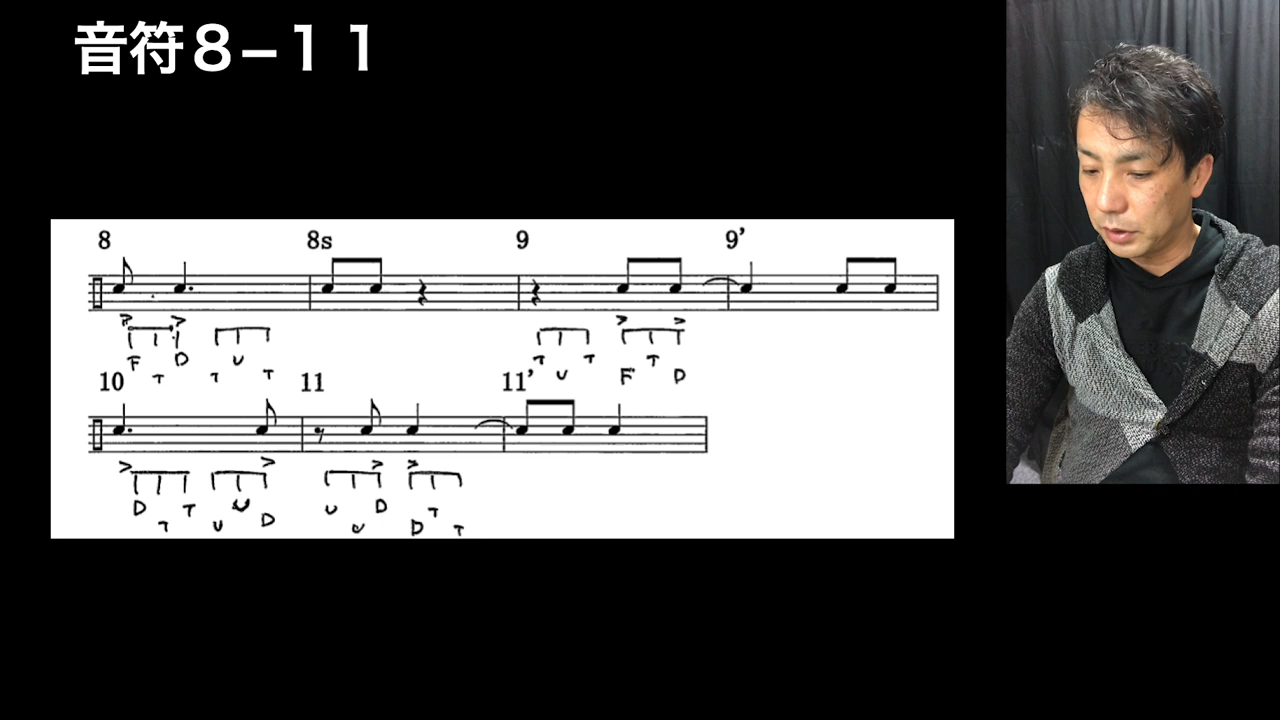 音符８−１１
8 8s 9 9’
> > > >
F D U T T T F T D
T T T U
10 11 11’
> > > >
D T U U D T
T U D U D T